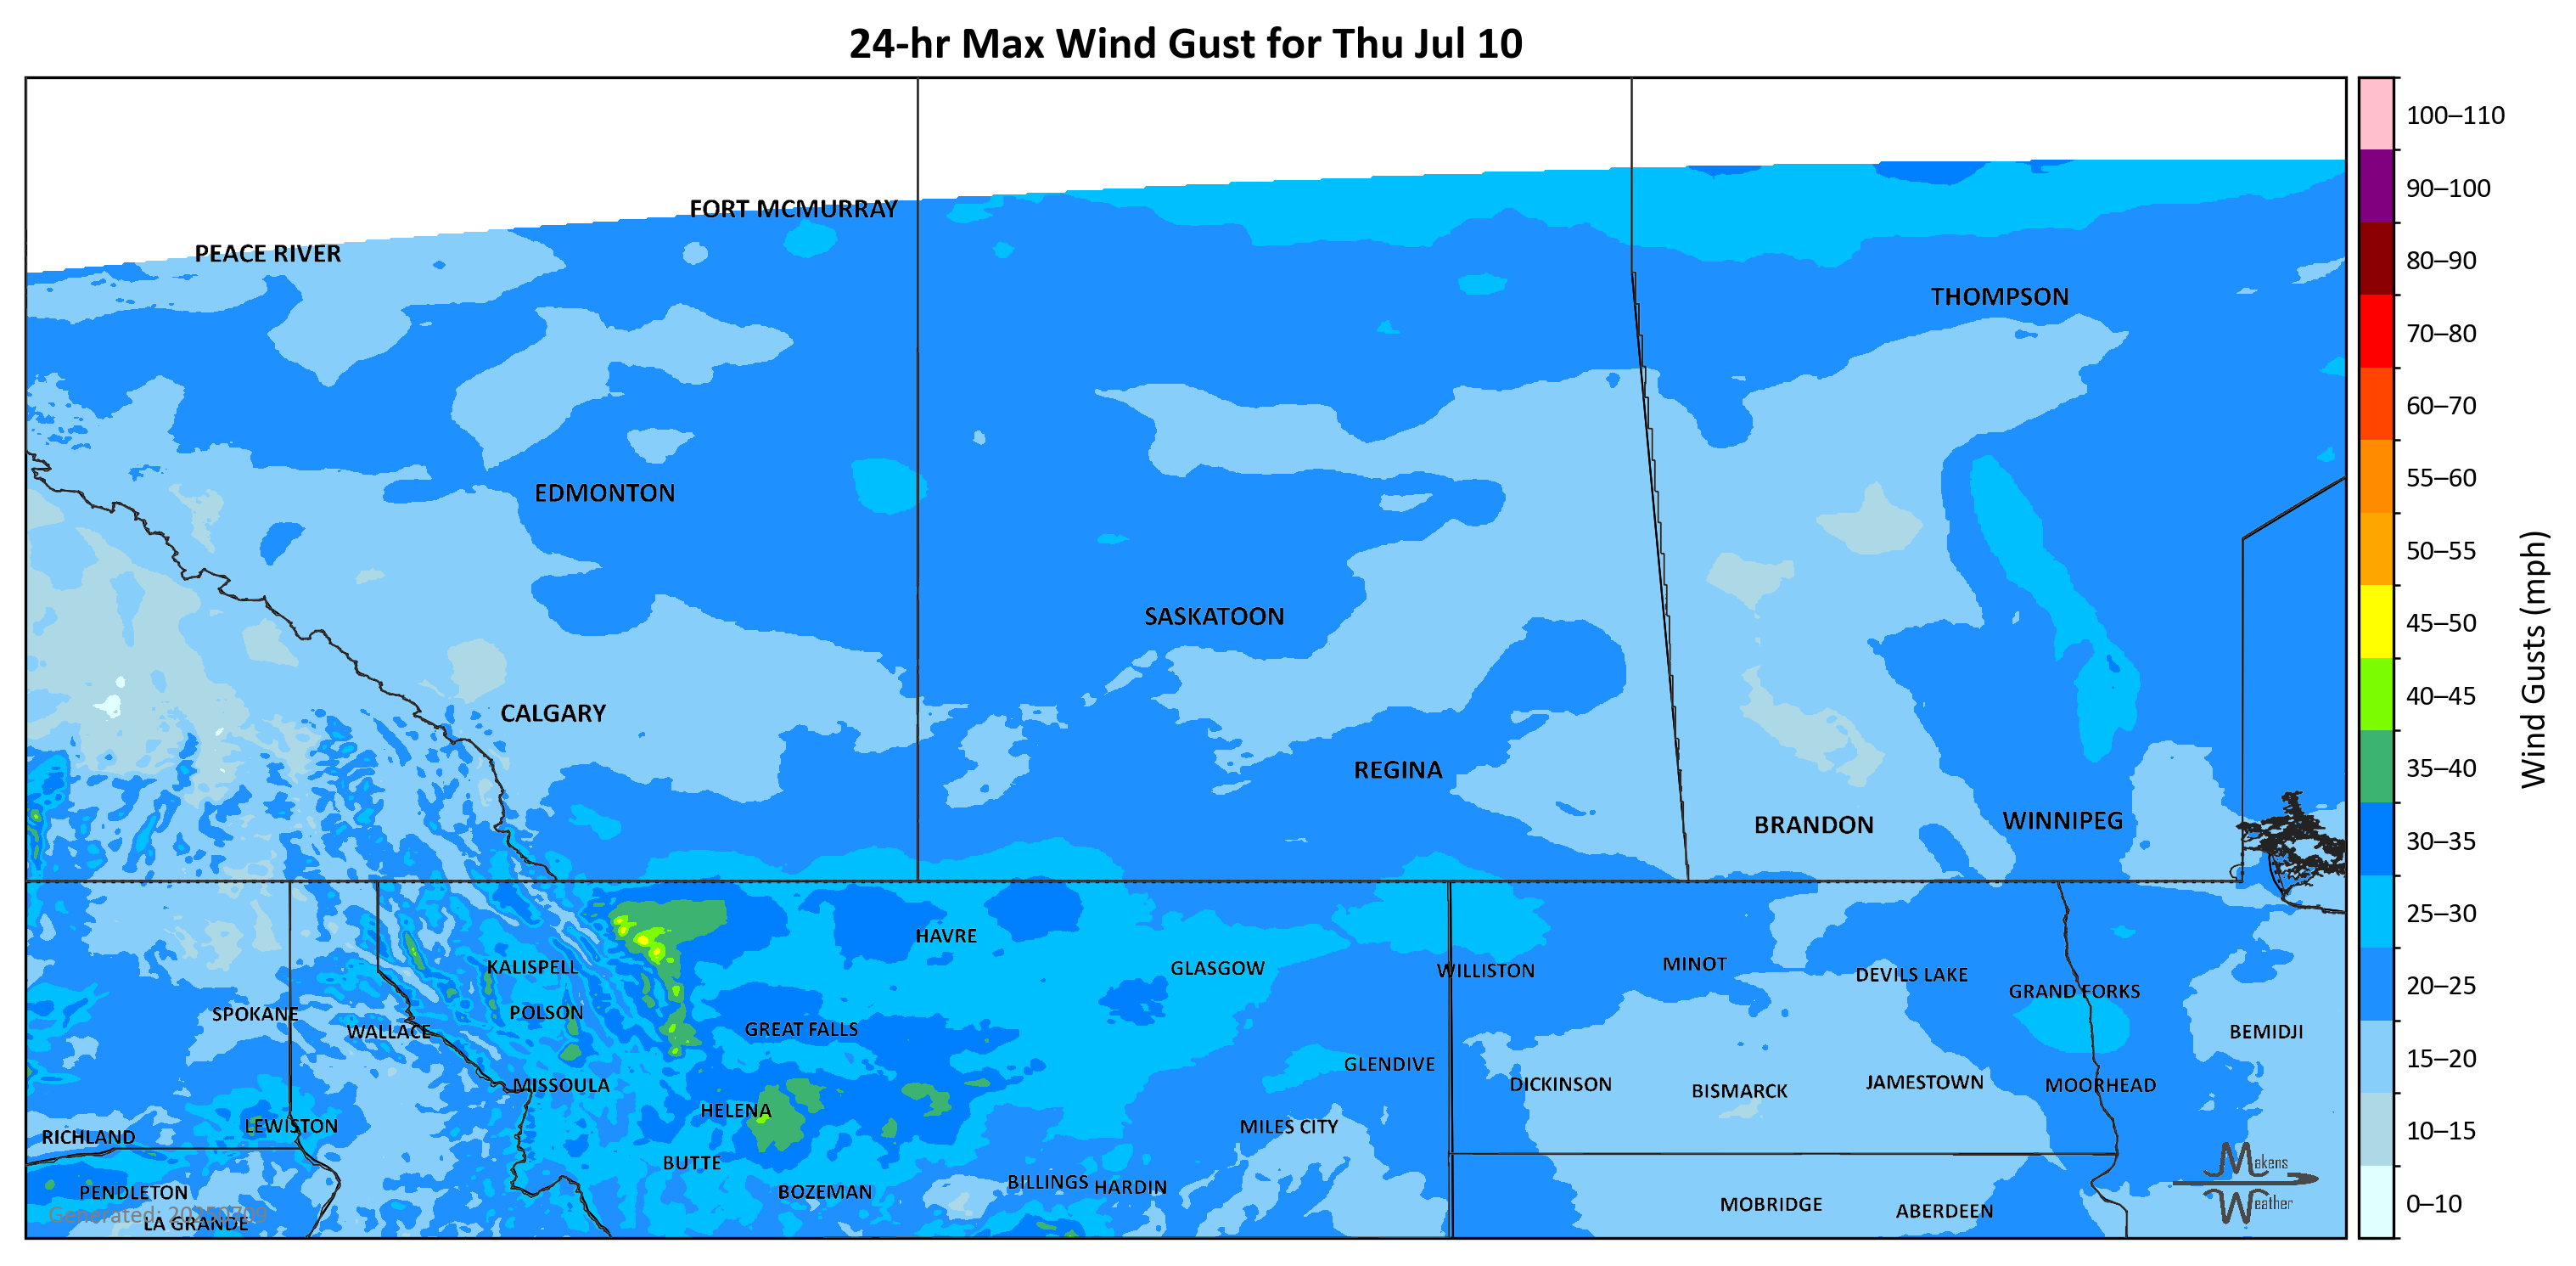 24-hr Max Wind Gust for Thu Jul 10
FORT MCMURRAY
PEACE RIVER
THOMPSON
EDMONTON
SASKATOON
CALGARY
REGINA
BRANDON
WINNIPEG
HAVRE
KALISPELL
GLASGOW
WILLISTON
MINOT
DEVILS LAKE
GRAND FORKS
SPOKANE
POLSON
WALLACE
GREAT FALLS
BEMIDJI
GLENDIVE
MISSOULA
DICKINSON
BISMARCK
JAMESTOWN
MOORHEAD
HELENA
LEWISTON
MILES CITY
RICHLAND
BUTTE
PENDLETON
BOZEMAN
BILLINGS
HARDIN
MOBRIDGE
ABERDEEN
Generated: 20250709
LA GRANDE
Makens
Weather
100–110
90–100
80–90
70–80
60–70
55–60
50–55
45–50
40–45
35–40
30–35
25–30
20–25
15–20
10–15
0–10
Wind Gusts (mph)